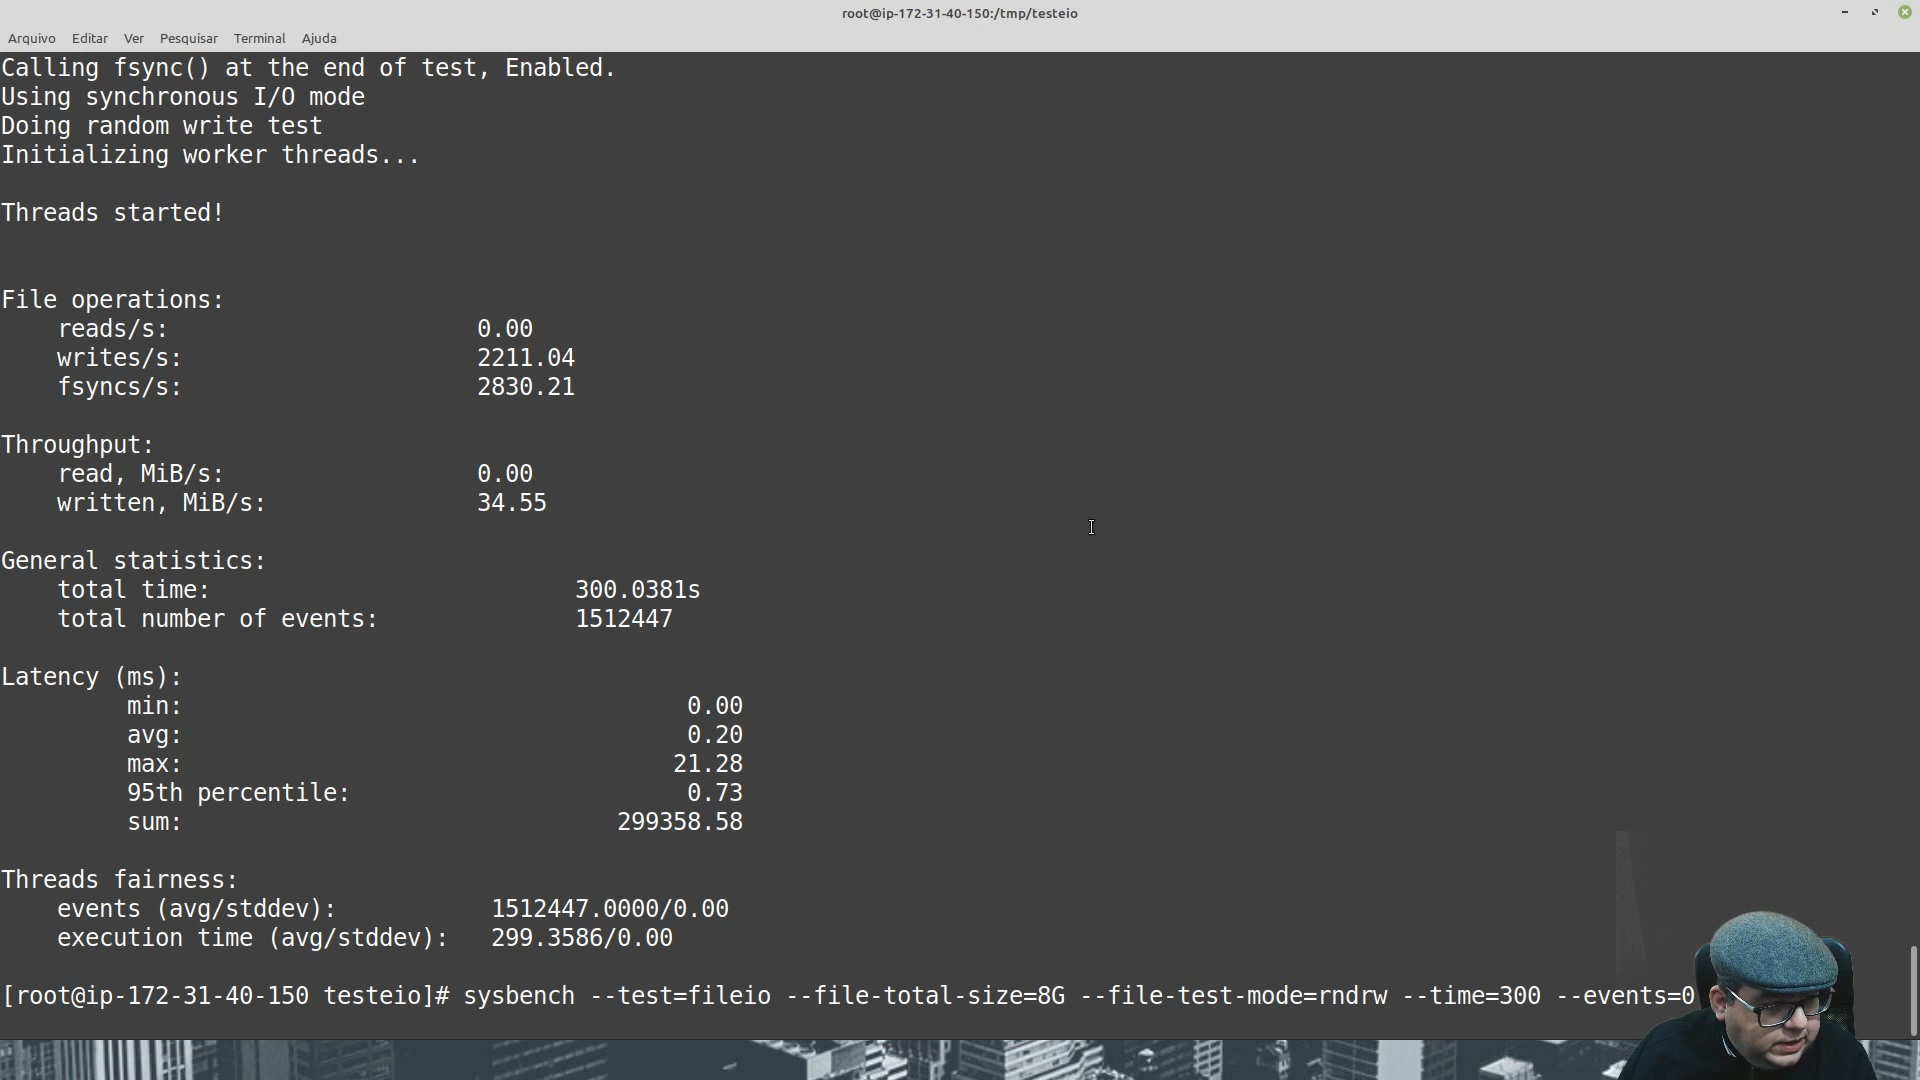 root@ip-172-31-40-150:/tmp/testeio
Arquivo Editar Ver Pesquisar Terminal Ajuda
Calling fsync() at the end of test, Enabled.
Using synchronous I/O mode
Doing random write test
Initializing worker threads...
Threads started!
File operations:
reads/s: 0.00
writes/s: 2211.04
fsyncs/s: 2830.21
Throughput:
read, MiB/s: 0.00
written, MiB/s: 34.55
General statistics:
total time: 300.0381s
total number of events: 1512447
Latency (ms):
min: 0.00
avg: 0.20
max: 21.28
95th percentile: 0.73
sum: 299358.58
Threads fairness:
events (avg/stddev): 1512447.0000/0.00
execution time (avg/stddev): 299.3586/0.00
[root@ip-172-31-40-150 testeio]# sysbench --test=fileio --file-total-size=8G --file-test-mode=rndrw --time=300 --events=0